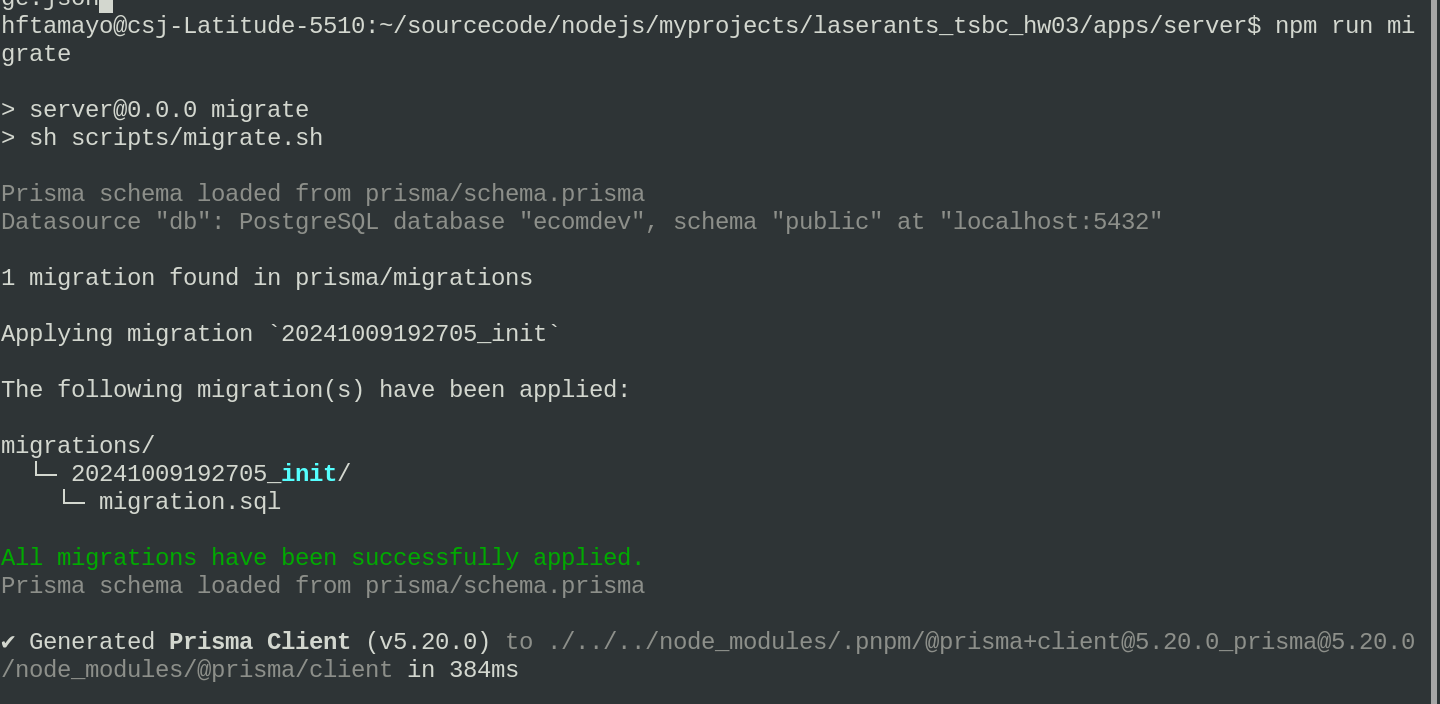 ge.json
hftamayo@csj-Latitude-5510:~/sourcecode/nodejs/myprojects/laserants_tsbc_hw03/apps/server$ npm run mi
grate
> server@0.0.0 migrate
> sh scripts/migrate.sh
Prisma schema loaded from prisma/schema.prisma
Datasource "db": PostgreSQL database "ecomdev", schema "public" at "localhost:5432"
1 migration found in prisma/migrations
Applying migration `20241009192705_init`
The following migration(s) have been applied:
migrations/
  └─ 20241009192705_init/
    └─ migration.sql
All migrations have been successfully applied.
Prisma schema loaded from prisma/schema.prisma
✔ Generated Prisma Client (v5.20.0) to ./../../node_modules/.pnpm/@prisma+client@5.20.0_prisma@5.20.0
/node_modules/@prisma/client in 384ms